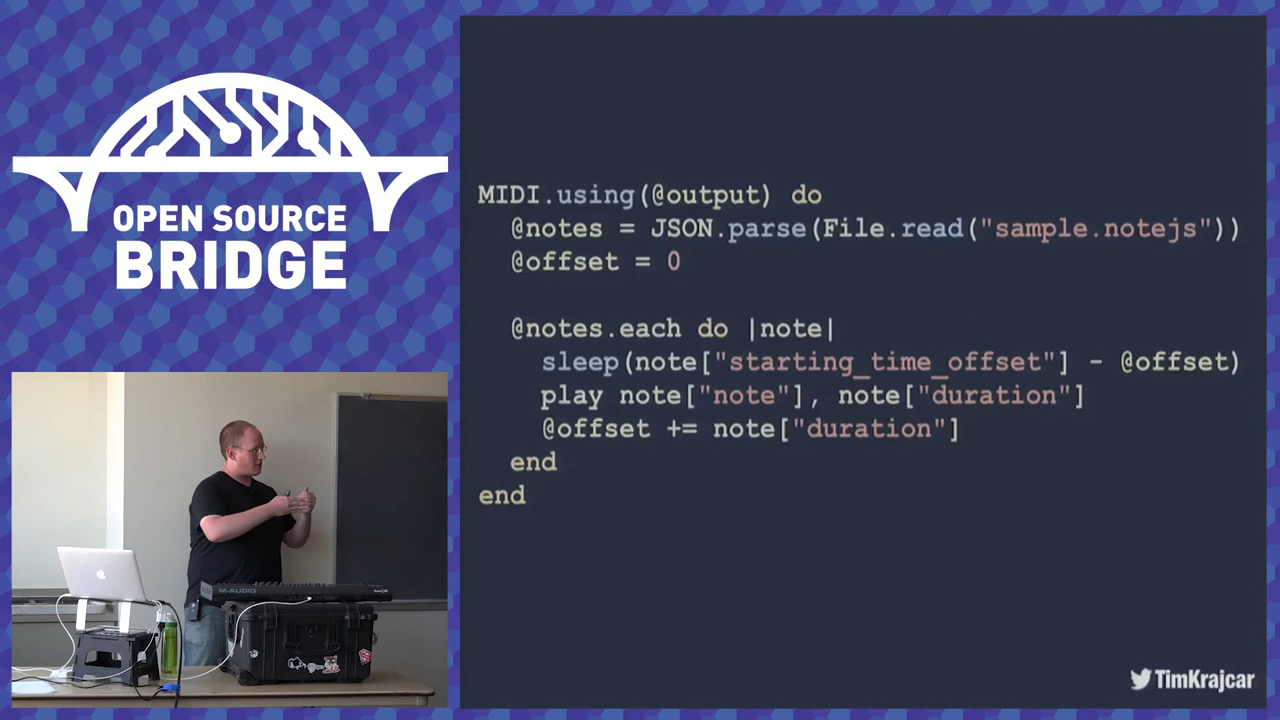 OPEN SOURCE
BRIDGE
MIDI.using(@output) do
  @notes = JSON.parse(File.read("sample.notejs"))
  @offset = 0
  @notes.each do |note|
    sleep(note["starting_time_offset"] - @offset)
    play note["note"], note["duration"]
    @offset += note["duration"]
  end
end
M-AUDIO
TimKrajcar